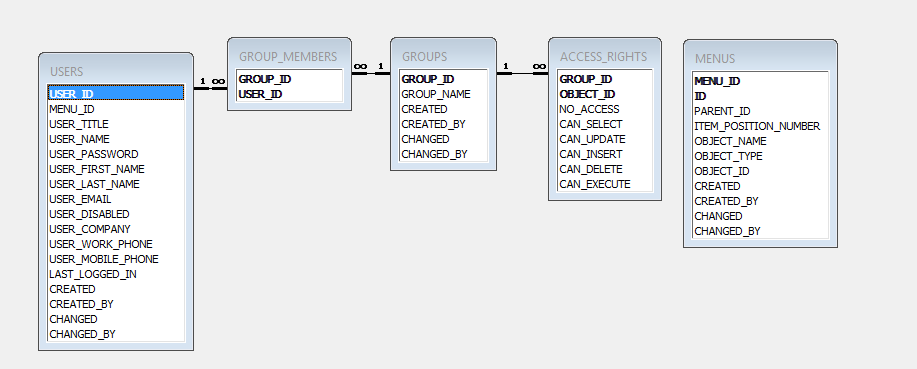 USERS
USER_ID
MENU_ID
USER_TITLE
USER_NAME
USER_PASSWORD
USER_FIRST_NAME
USER_LAST_NAME
USER_EMAIL
USER_DISABLED
USER_COMPANY
USER_WORK_PHONE
USER_MOBILE_PHONE
LAST_LOGGED_IN
CREATED
CREATED_BY
CHANGED
CHANGED_BY
1 ∞
GROUP_MEMBERS
GROUP_ID
USER_ID
∞ 1
GROUPS
GROUP_ID
GROUP_NAME
CREATED
CREATED_BY
CHANGED
CHANGED_BY
1 ∞
ACCESS_RIGHTS
GROUP_ID
OBJECT_ID
NO_ACCESS
CAN_SELECT
CAN_UPDATE
CAN_INSERT
CAN_DELETE
CAN_EXECUTE
MENUS
MENU_ID
ID
PARENT_ID
ITEM_POSITION_NUMBER
OBJECT_NAME
OBJECT_TYPE
OBJECT_ID
CREATED
CREATED_BY
CHANGED
CHANGED_BY